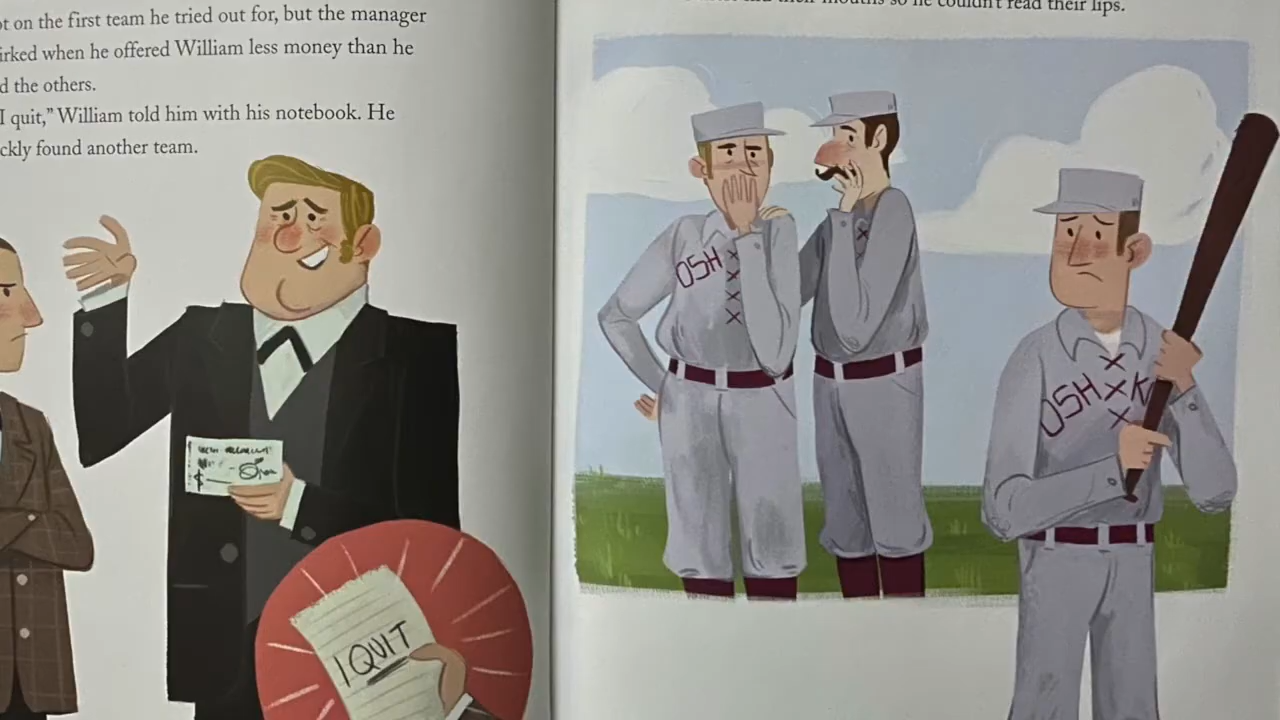 ot on the first team he tried out for, but the manager
irked when he offered William less money than he
d the others.
I quit,” William told him with his notebook. He
ckly found another team.
I QUIT
their mouths so he couldn't read their lips.
OSH
OSH K